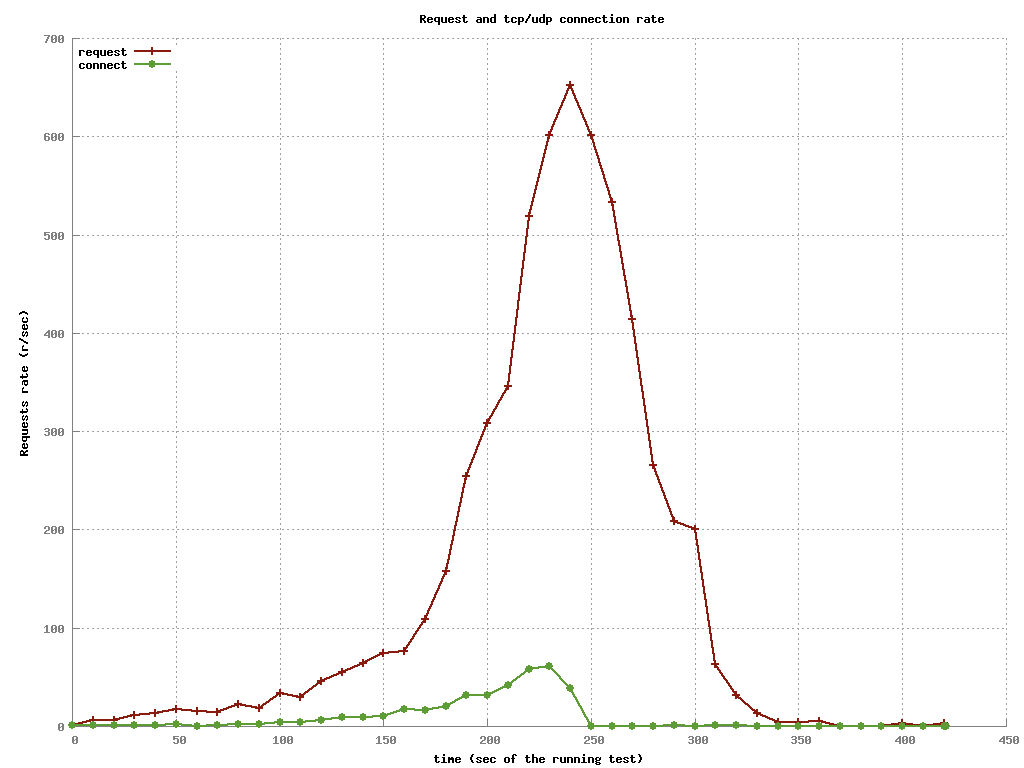 Request and tcp/udp connection rate
700
request
connect
600
500
400
Requests rate (r/sec)
300
200
100
0
0 50 100 150 200 250 300 350 400 450
time (sec of the running test)